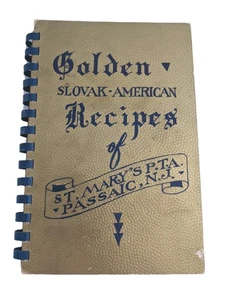 Golden
SLOVAK-AMERICAN
Recipes
of
ST. MARY'S P.T.A.
PASSAIC, N.J.